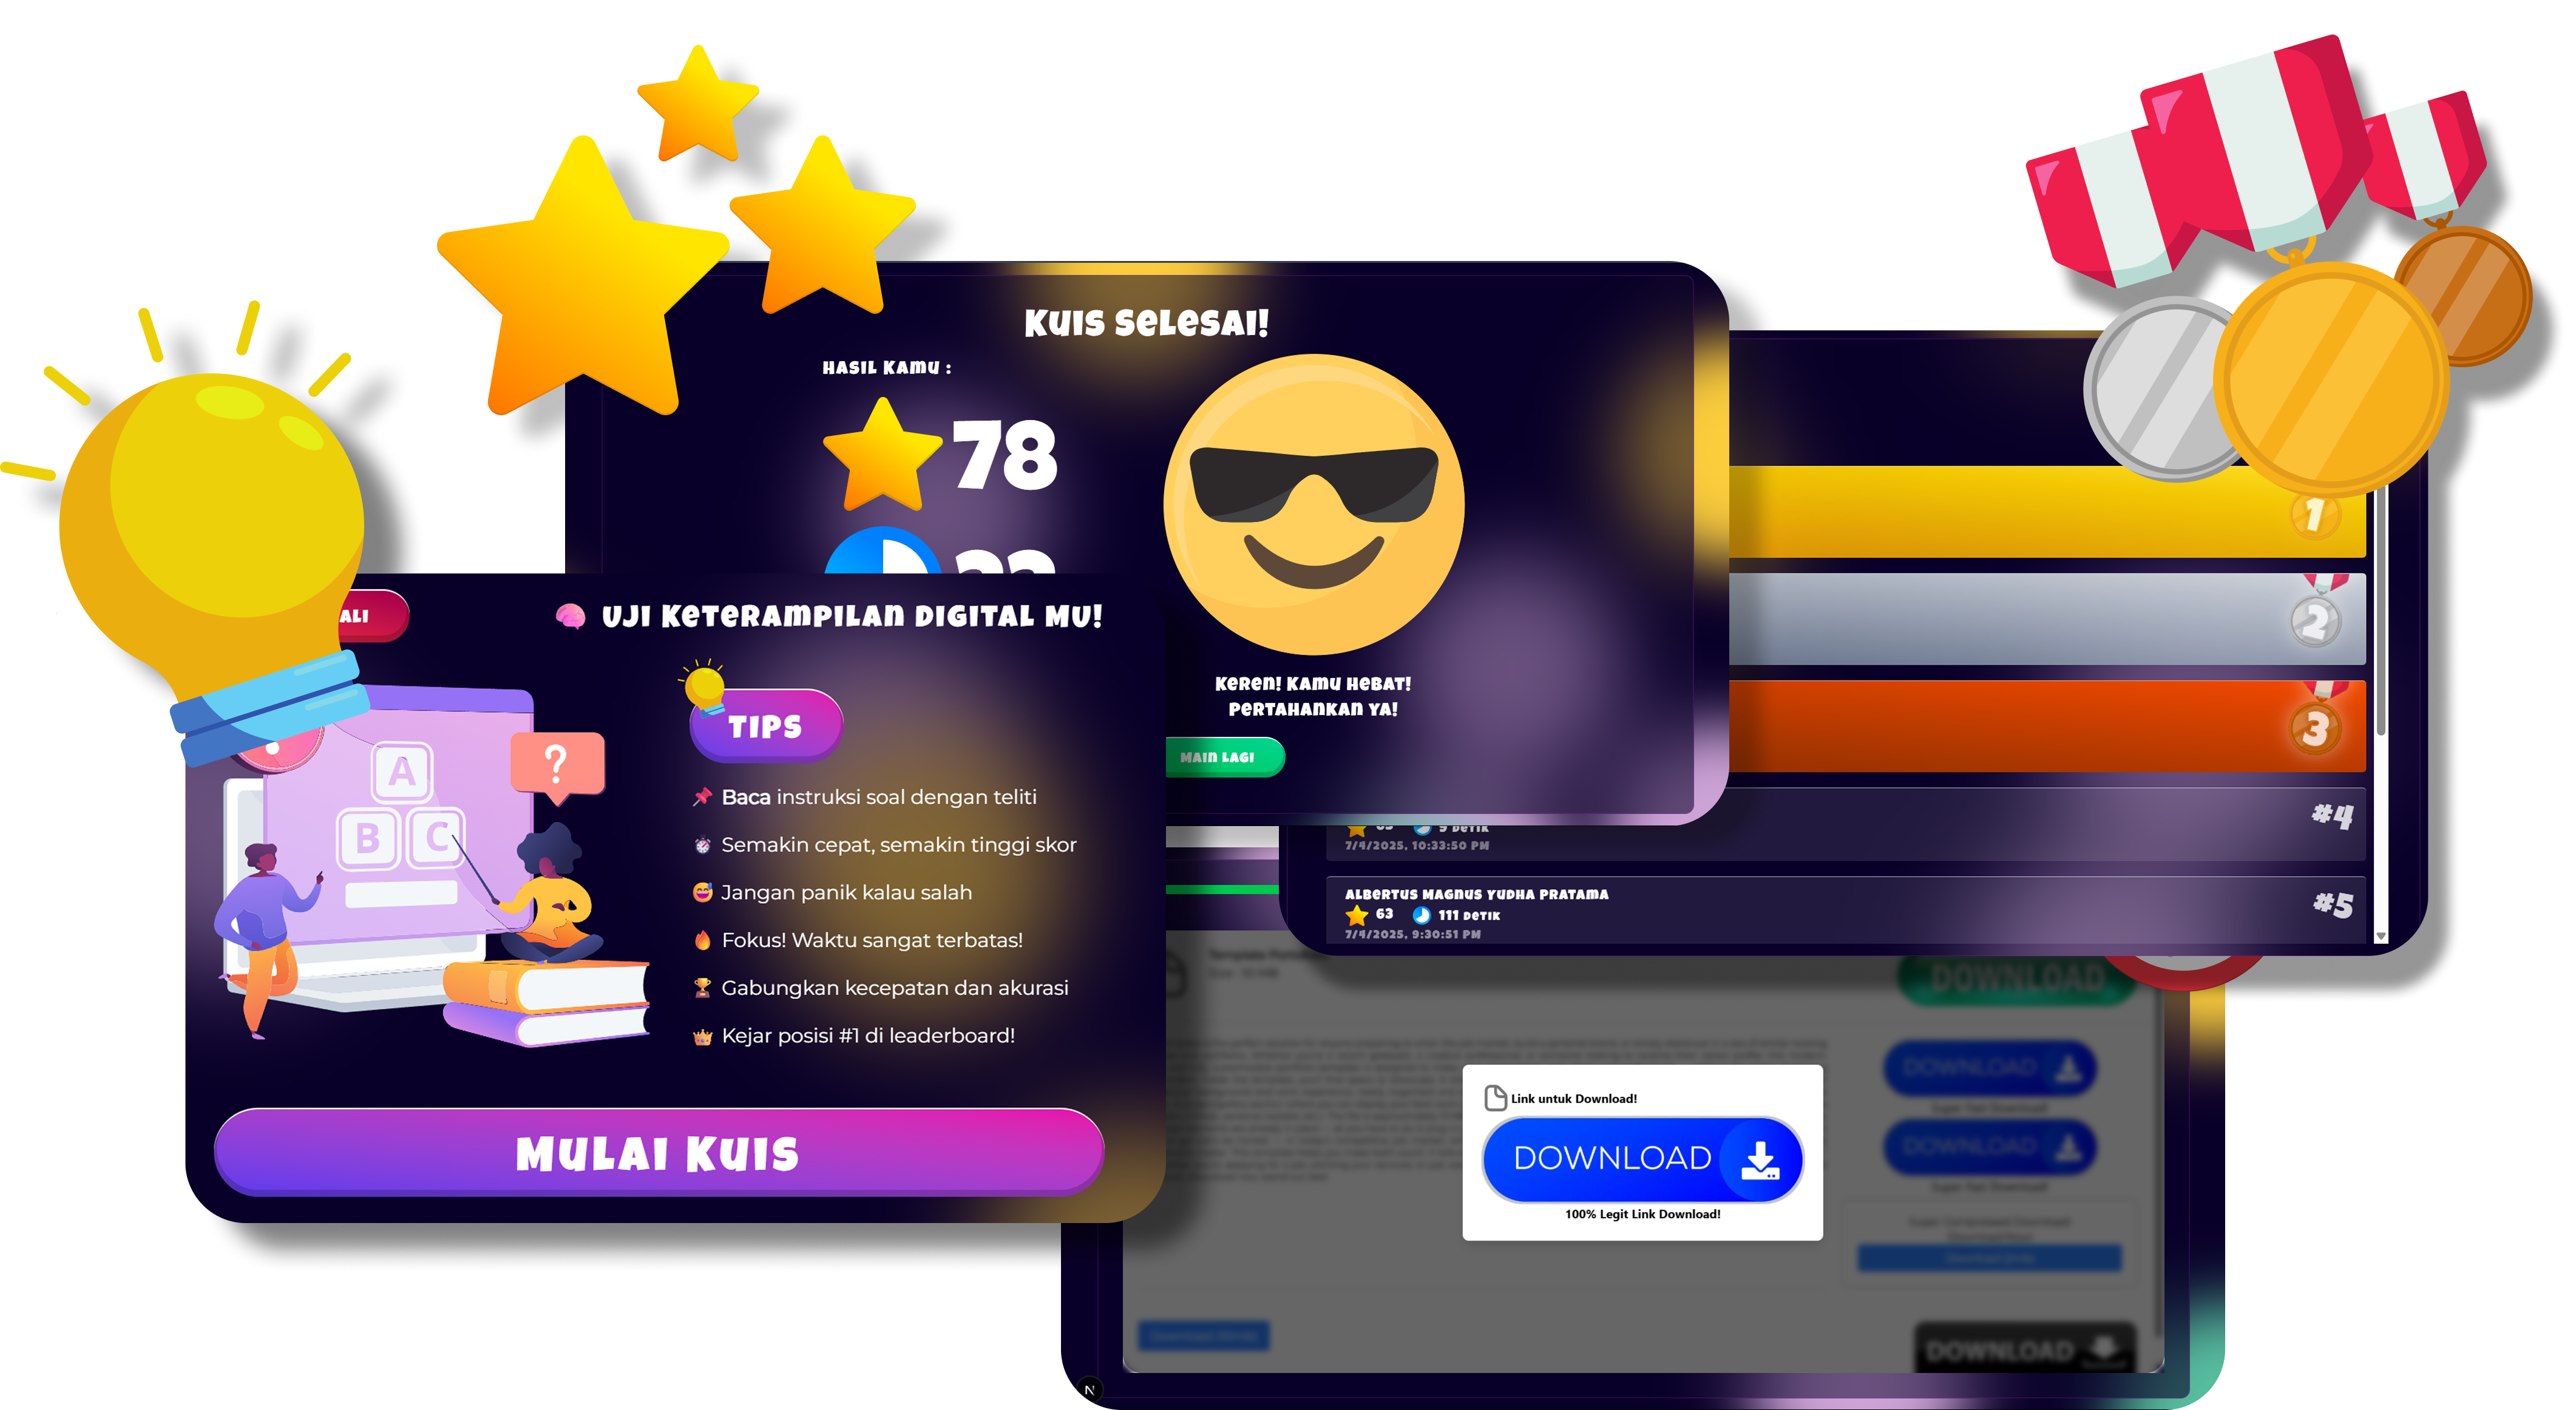 Kuis Selesai!
Hasil Kamu :
78
Keren! Kamu Hebat!
Pertahankan ya!
Main Lagi
ALI
🧠 Uji Keterampilan Digital Mu!
TIPS
📌 Baca instruksi soal dengan teliti
⏱ Semakin cepat, semakin tinggi skor
😅 Jangan panik kalau salah
🔥 Fokus! Waktu sangat terbatas!
🏆 Gabungkan kecepatan dan akurasi
👑 Kejar posisi #1 di leaderboard!
A
B C
?
Mulai Kuis
1
2
3
#4
9 Detik
7/4/2025, 10:33:50 PM
Albertus Magnus Yudha Pratama
#5
63 111 Detik
7/4/2025, 9:30:51 PM
DOWNLOAD
DOWNLOAD
DOWNLOAD
Link untuk Download!
DOWNLOAD
100% Legit Link Download!
DOWNLOAD
N